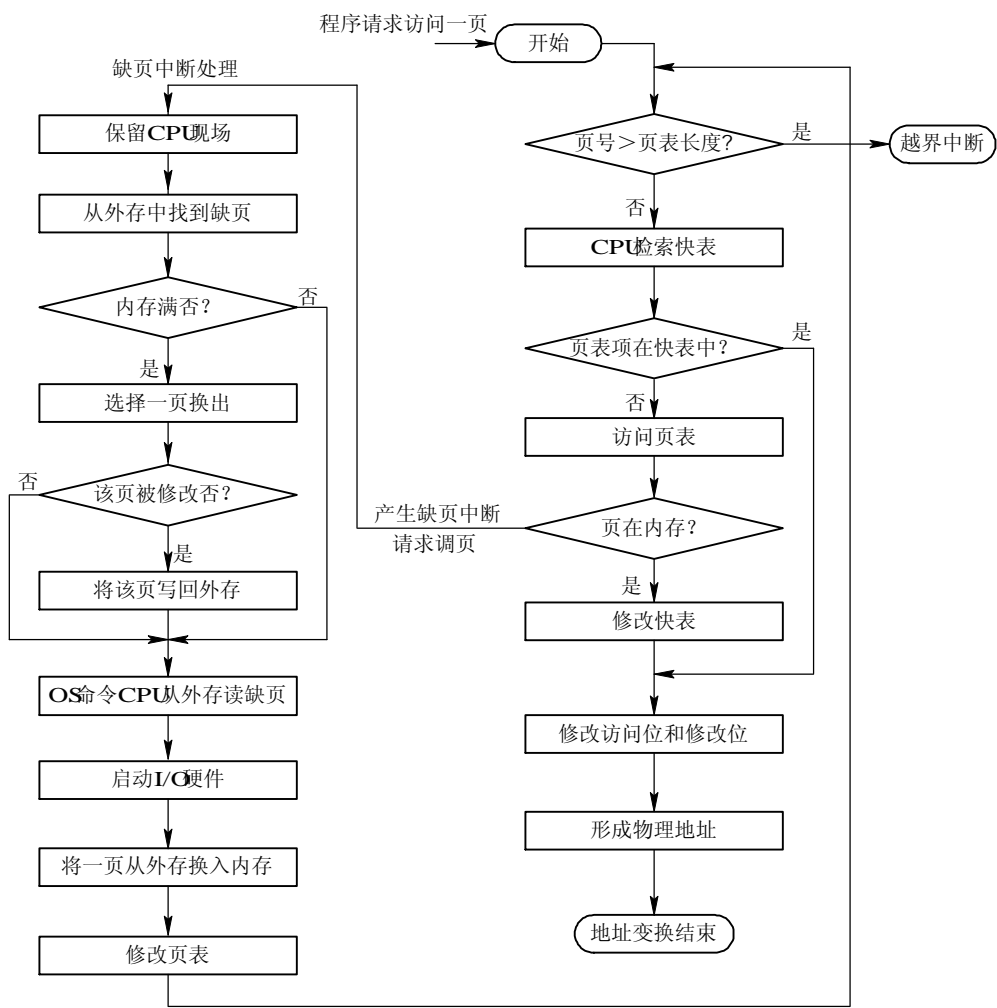 程序请求访问一页
开始
缺页中断处理
保留CPU现场
页号＞页表长度?
是
越界中断
从外存中找到缺页
否
CPU检索快表
内存满否?
否
页表项在快表中?
是
是
选择一页换出
否
访问页表
否
该页被修改否?
产生缺页中断
请求调页
页在内存?
是
将该页写回外存
是
修改快表
OS命令CPU从外存读缺页
修改访问位和修改位
启动I/O硬件
形成物理地址
将一页从外存换入内存
地址变换结束
修改页表